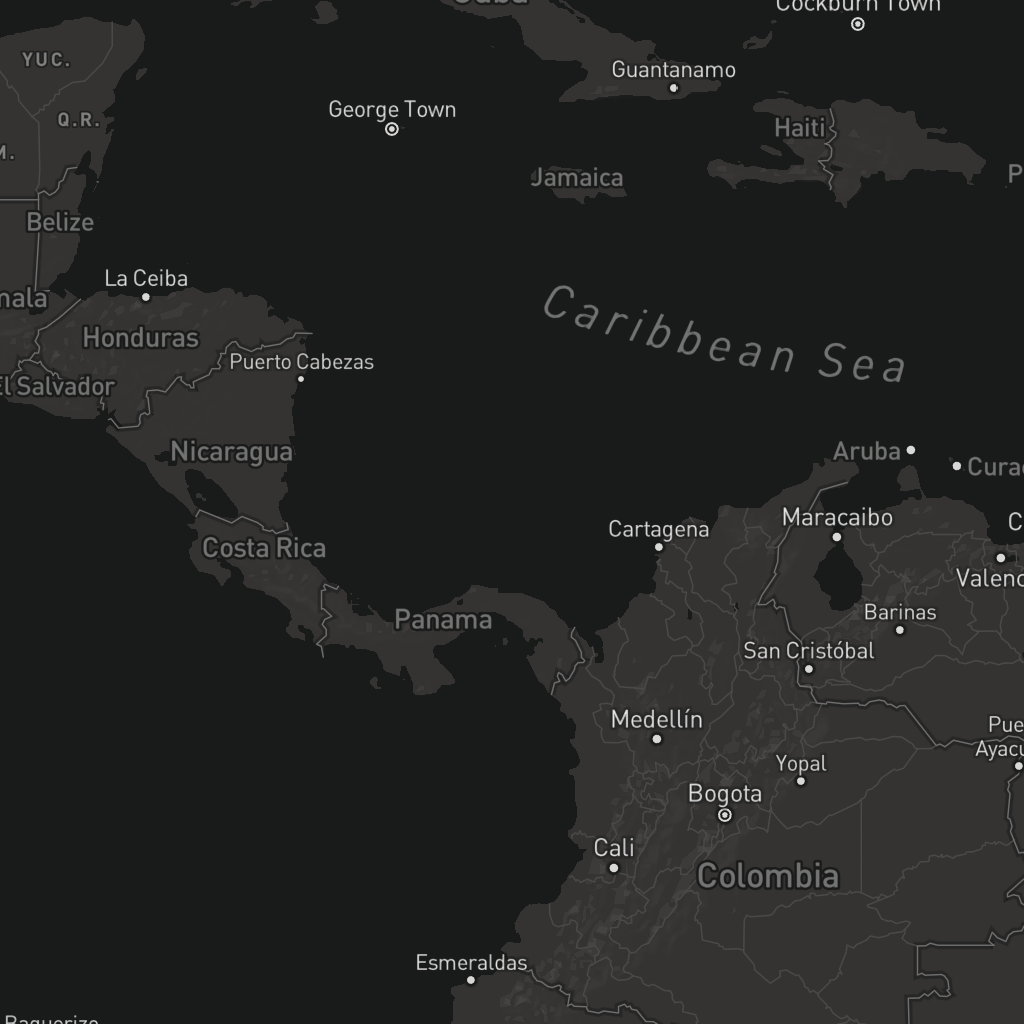 Cuba
Cockburn Town
YUC.
Guantanamo
George Town
Q.R.
Haiti
M.
Jamaica
P
Belize
La Ceiba
mala
Caribbean Sea
Honduras
Puerto Cabezas
El Salvador
Nicaragua
Aruba
Curac
Maracaibo
C
Cartagena
Costa Rica
Valenc
Barinas
Panama
San Cristóbal
Medellín
Pue
Ayacu
Yopal
Bogota
Cali
Colombia
Esmeraldas
Baquerizo